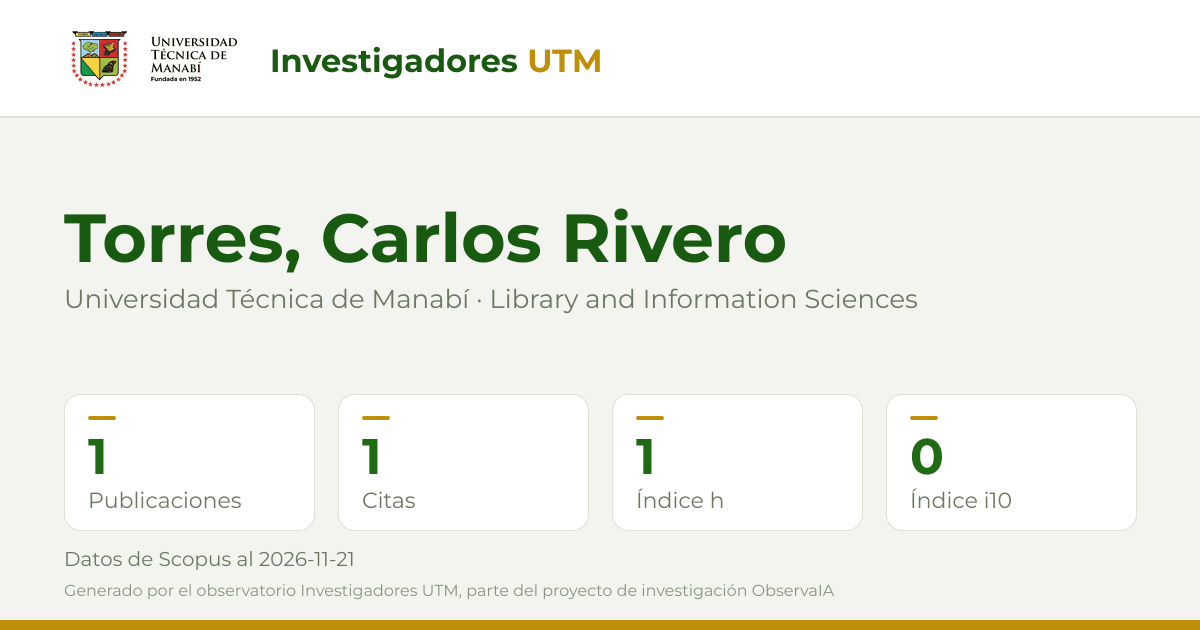 UNIVERSIDAD
TÉCNICA DE
MANABÍ
Fundada en 1952
Investigadores UTM
Torres, Carlos Rivero
Universidad Técnica de Manabí · Library and Information Sciences
1
Publicaciones
1
Citas
1
Índice h
0
Índice i10
Datos de Scopus al 2026-11-21
Generado por el observatorio Investigadores UTM, parte del proyecto de investigación ObservaIA